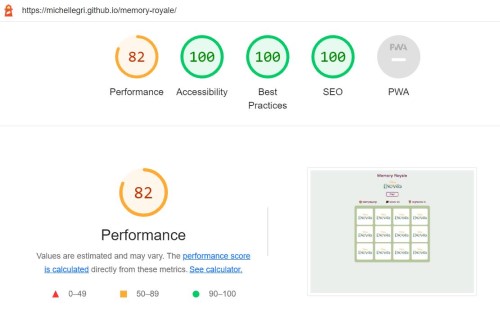 https://michellegri.github.io/memory-royale/
82
100
100
100
PWA
Performance
Accessibility
Best
Practices
SEO
PWA
82
Performance
Values are estimated and may vary. The performance score
is calculated directly from these metrics. See calculator.
0–49
50–89
90–100
Memory Royale